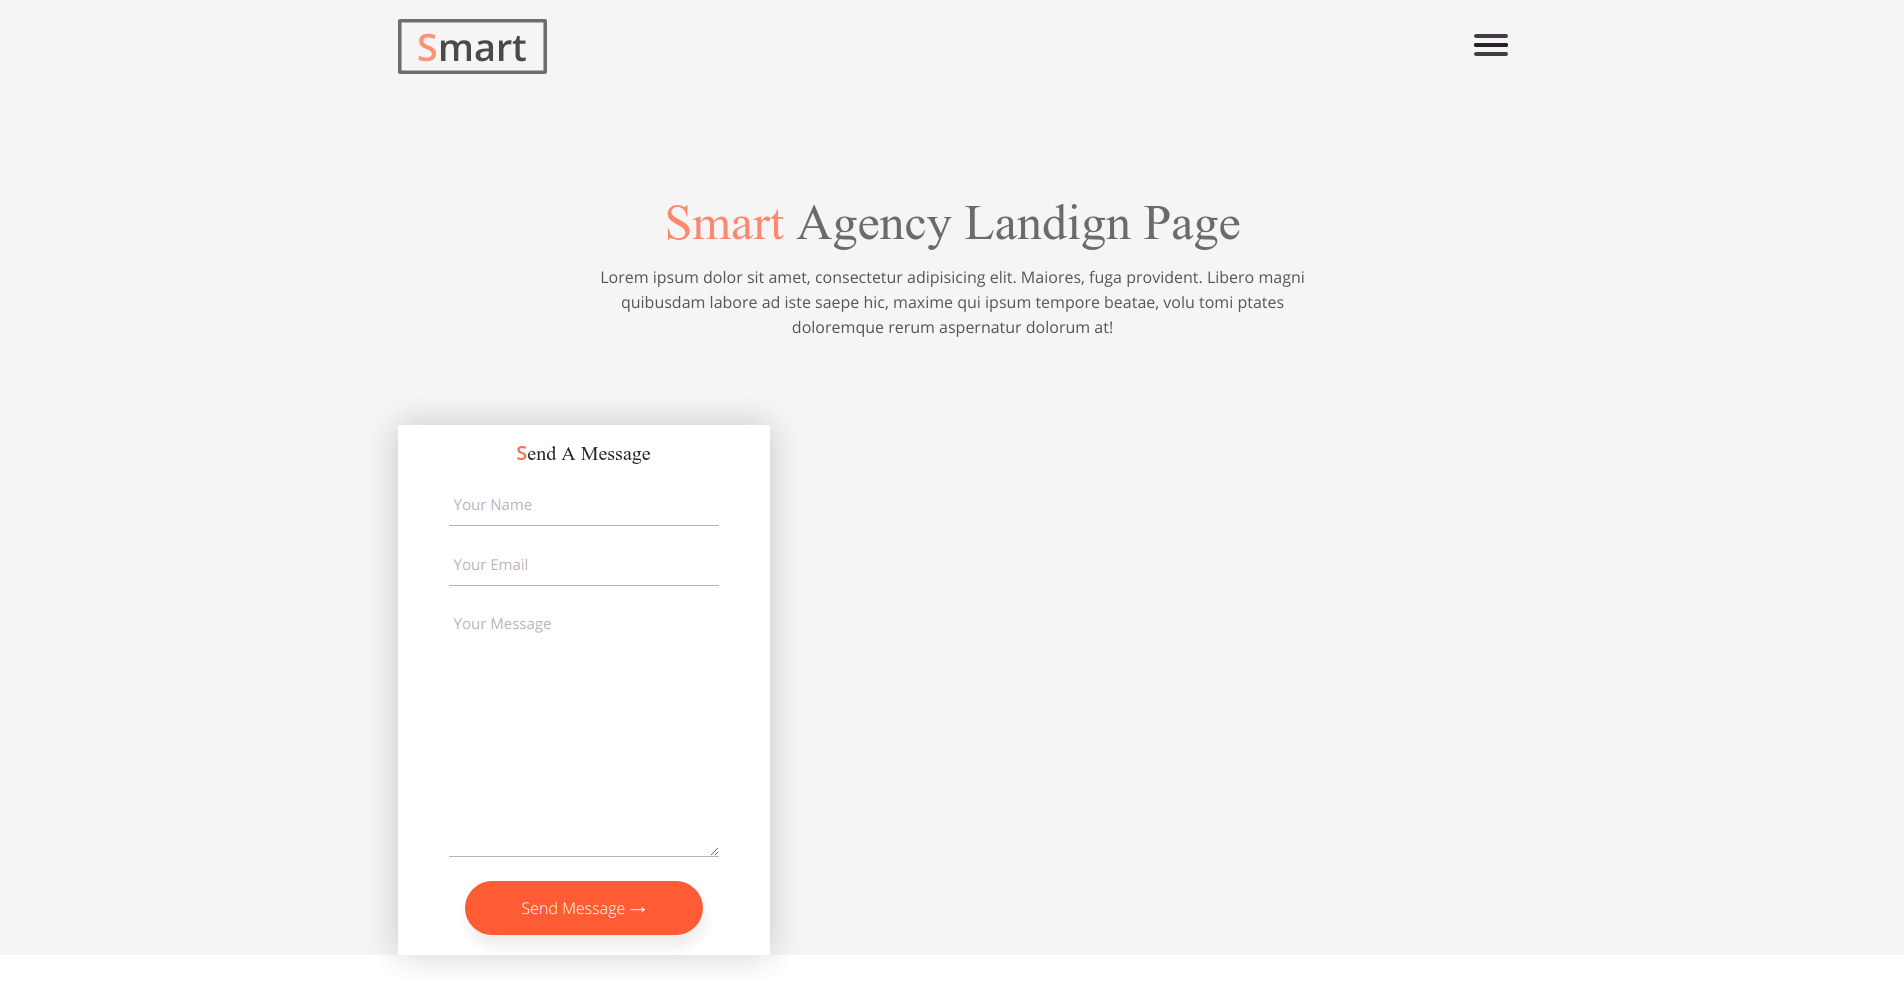 Smart
Smart Agency Landign Page
Lorem ipsum dolor sit amet, consectetur adipisicing elit. Maiores, fuga provident. Libero magni
quibusdam labore ad iste saepe hic, maxime qui ipsum tempore beatae, volu tomi ptates
doloremque rerum aspernatur dolorum at!
Send A Message
Your Name
Your Email
Your Message
Send Message →